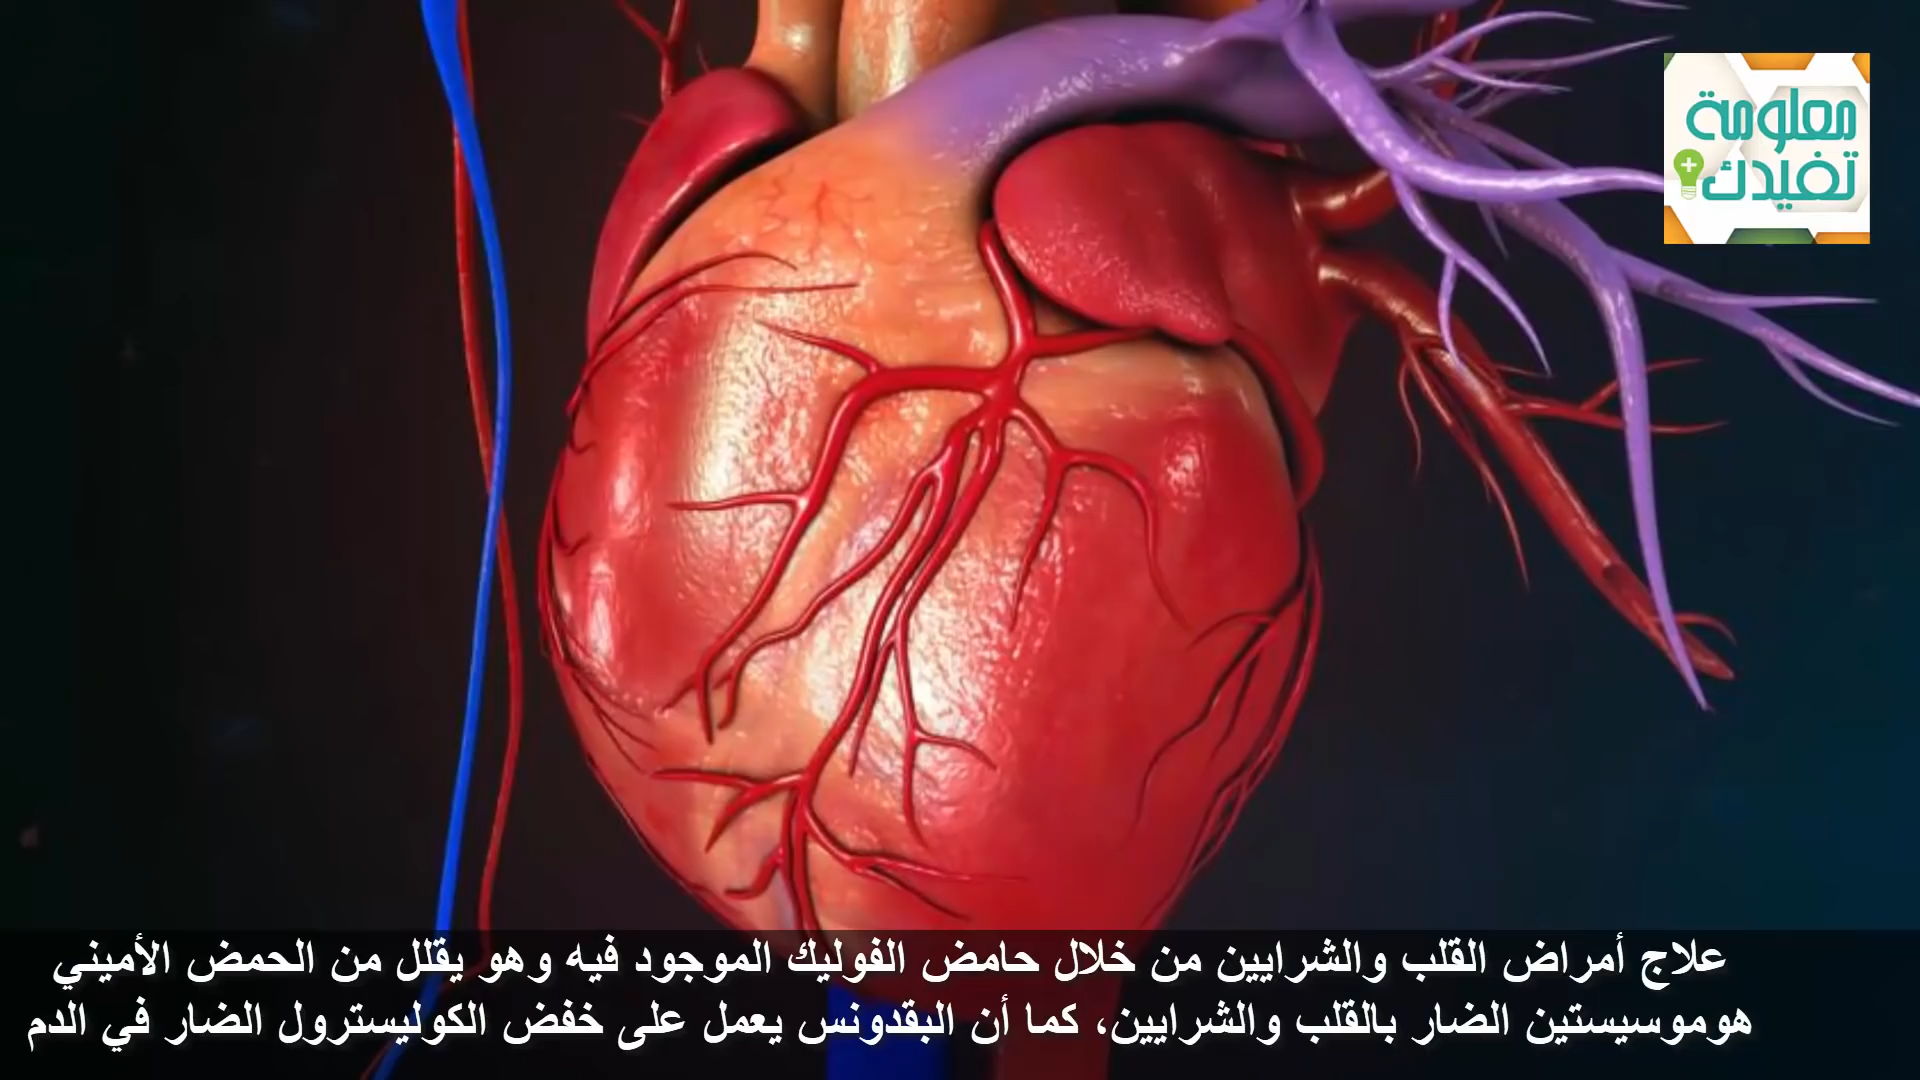 معلومة
تفيدك
علاج أمراض القلب والشرايين من خلال حامض الفوليك الموجود فيه وهو يقلل من الحمض الأميني
هوموسيستين الضار بالقلب والشرايين، كما أن البقدونس يعمل على خفض الكوليسترول الضار في الدم